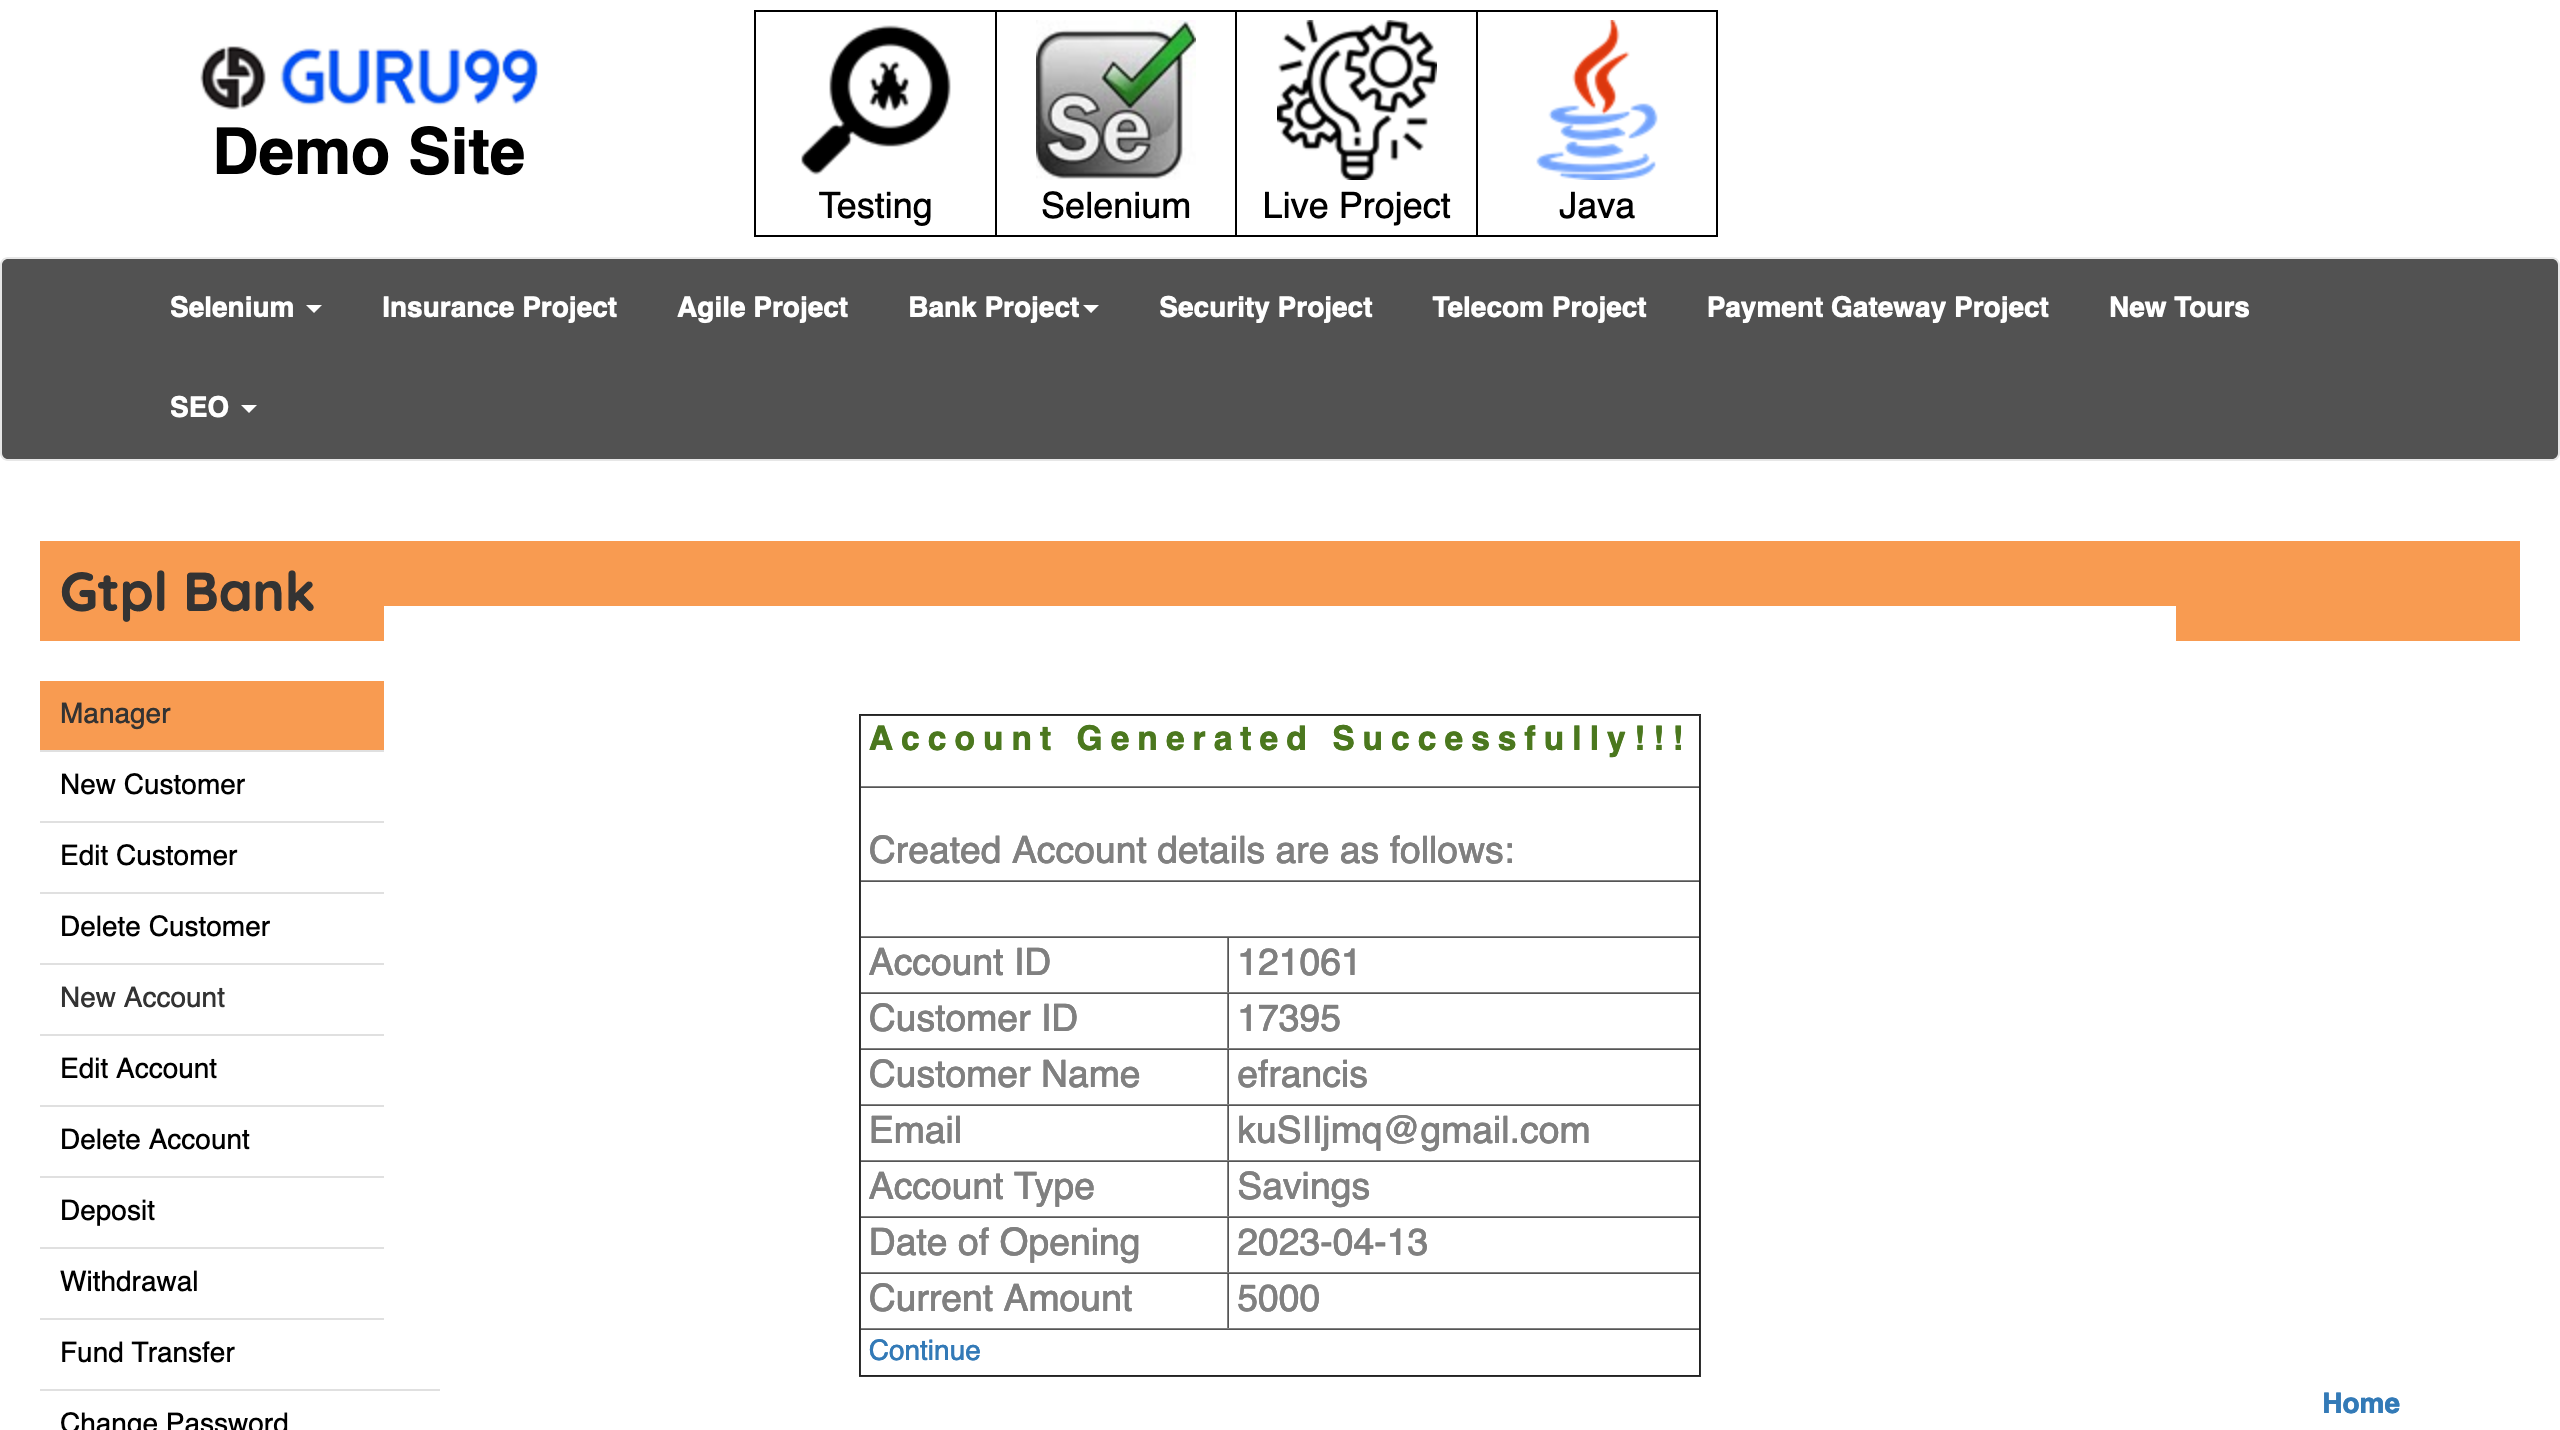 GURU99
Demo Site
Testing
Selenium
Live Project
Java
Selenium
Insurance Project
Agile Project
Bank Project
Security Project
Telecom Project
Payment Gateway Project
New Tours
SEO
Gtpl Bank
Manager
New Customer
Edit Customer
Delete Customer
New Account
Edit Account
Delete Account
Deposit
Withdrawal
Fund Transfer
Change Password
Account Generated Successfully!!!
Created Account details are as follows:
Account ID 121061
Customer ID 17395
Customer Name efrancis
Email kuSIIjmq@gmail.com
Account Type Savings
Date of Opening 2023-04-13
Current Amount 5000
Continue
Home